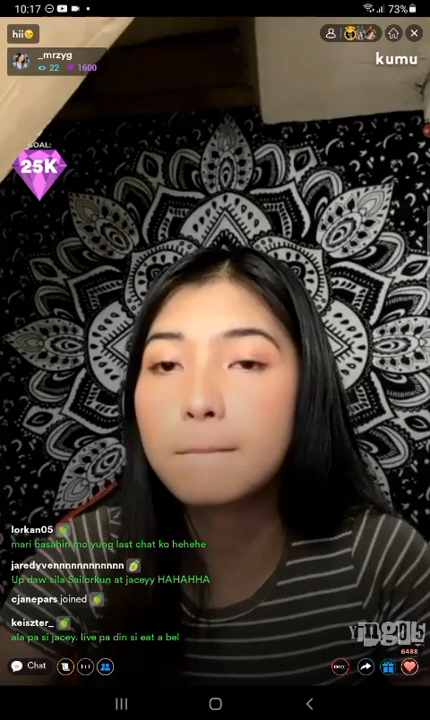 10:17
73%
hii
_mrzyg
22 1600
kumu
GOAL:
25K
lorkan05
mari basahin mo yung last chat ko hehehe
jaredyvennnnnnnnnnnn
Up daw sila Sailorkun at jaceyy HAHAHHA
cjanepars joined
keiszter_
ala pa si jacey. live pa din si eat a bel
6488
Chat